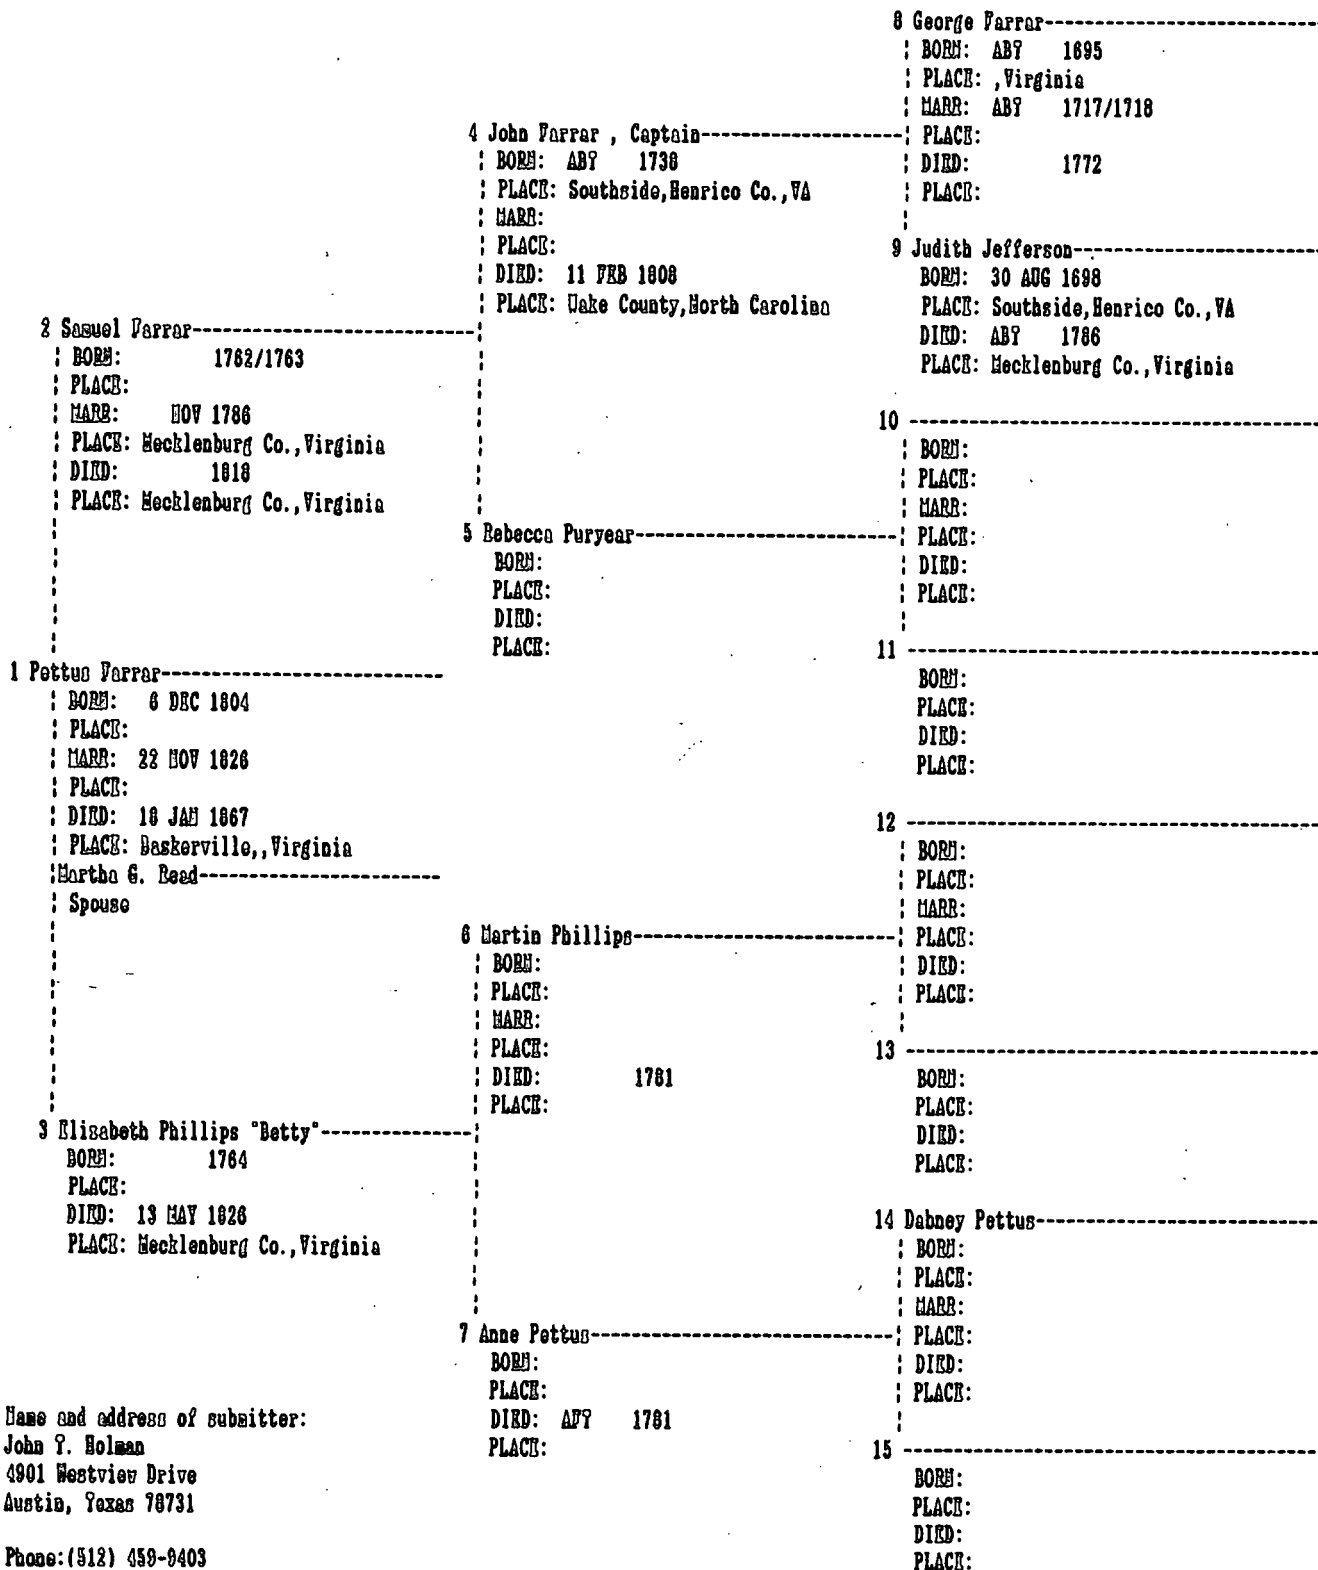 8 George Farrar
BORN: ABT 1695
PLACE: ,Virginia
MARR: ABT 1717/1718
PLACE:
DIED: 1772
PLACE:
4 John Farrar , Captain
BORN: ABT 1738
PLACE: Southside,Henrico Co.,VA
MARR:
PLACE:
DIED: 11 FEB 1808
PLACE: Wake County,North Carolina
9 Judith Jefferson
BORN: 30 AUG 1698
PLACE: Southside,Henrico Co.,VA
DIED: ABT 1786
PLACE: Mecklenburg Co.,Virginia
2 Samuel Farrar
BORN: 1762/1763
PLACE:
MARR: NOV 1786
PLACE: Mecklenburg Co.,Virginia
DIED: 1818
PLACE: Mecklenburg Co.,Virginia
10
BORN:
PLACE:
MARR:
PLACE:
DIED:
PLACE:
5 Rebecca Puryear
BORN:
PLACE:
DIED:
PLACE:
11
BORN:
PLACE:
DIED:
PLACE:
1 Pettus Farrar
BORN: 6 DEC 1804
PLACE:
MARR: 22 NOV 1826
PLACE:
DIED: 18 JAN 1867
PLACE: Baskerville,,Virginia
Martha G. Read
Spouse
12
BORN:
PLACE:
MARR:
PLACE:
DIED:
PLACE:
6 Martin Phillips
BORN:
PLACE:
MARR:
PLACE:
DIED: 1781
PLACE:
13
BORN:
PLACE:
DIED:
PLACE:
3 Elisabeth Phillips "Betty"
BORN: 1764
PLACE:
DIED: 13 MAY 1826
PLACE: Mecklenburg Co.,Virginia
14 Dabney Pettus
BORN:
PLACE:
MARR:
PLACE:
DIED:
PLACE:
7 Anne Pettus
BORN:
PLACE:
DIED: AFT 1781
PLACE:
15
BORN:
PLACE:
DIED:
PLACE:
Name and address of submitter:
John T. Holman
4901 Westview Drive
Austin, Texas 78731
Phone:(512) 459-9403